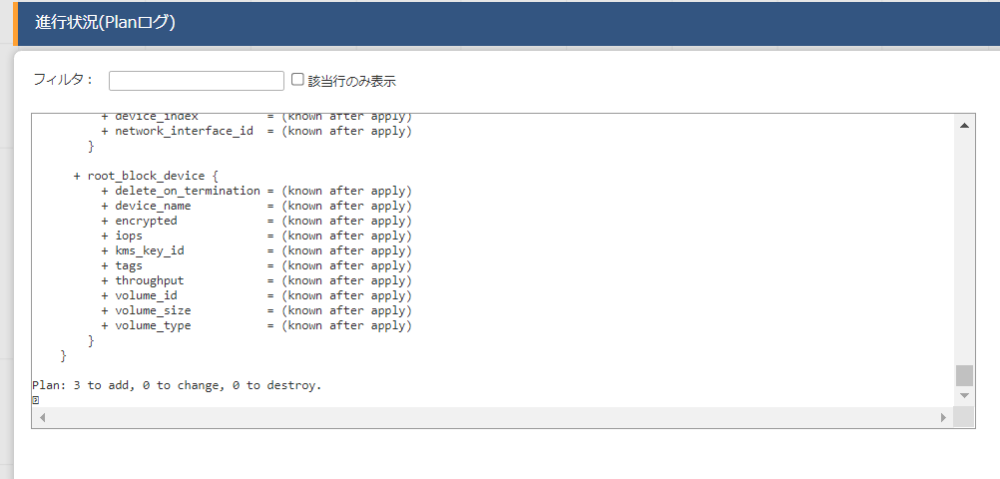 進行状況(Planログ)
フィルタ： 該当行のみ表示
+ device_index = (known after apply)
+ network_interface_id = (known after apply)
}
+ root_block_device {
+ delete_on_termination = (known after apply)
+ device_name = (known after apply)
+ encrypted = (known after apply)
+ iops = (known after apply)
+ kms_key_id = (known after apply)
+ tags = (known after apply)
+ throughput = (known after apply)
+ volume_id = (known after apply)
+ volume_size = (known after apply)
+ volume_type = (known after apply)
}
}
Plan: 3 to add, 0 to change, 0 to destroy.